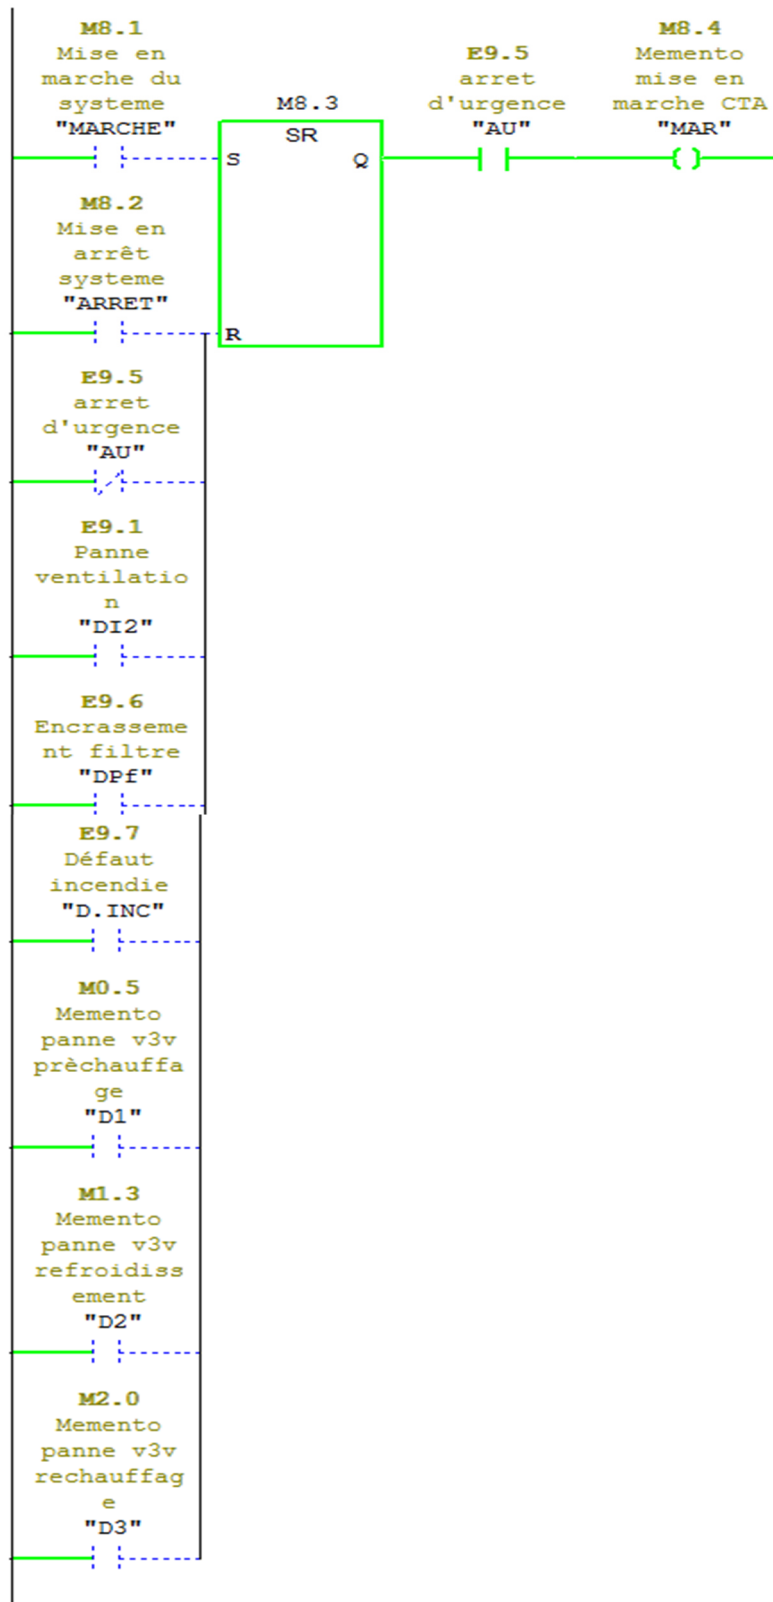 M8.1
Mise en
marche du
systeme
"MARCHE"
M8.3
SR
S
Q
E9.5
arret
d'urgence
"AU"
M8.4
Memento
mise en
marche CTA
"MAR"
M8.2
Mise en
arrêt
systeme
"ARRET"
R
E9.5
arret
d'urgence
"AU"
E9.1
Panne
ventilatio
n
"DI2"
E9.6
Encrasseme
nt filtre
"DPf"
E9.7
Défaut
incendie
"D.INC"
M0.5
Memento
panne v3v
prèchauffa
ge
"D1"
M1.3
Memento
panne v3v
refroidiss
ement
"D2"
M2.0
Memento
panne v3v
rechauffag
e
"D3"